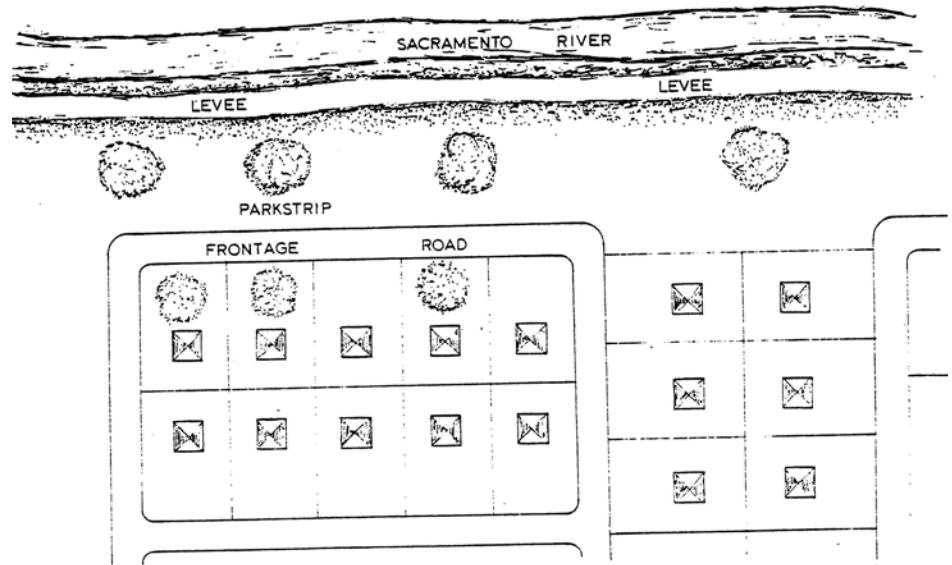 SACRAMENTO RIVER
LEVEE
LEVEE
PARKSTRIP
FRONTAGE ROAD